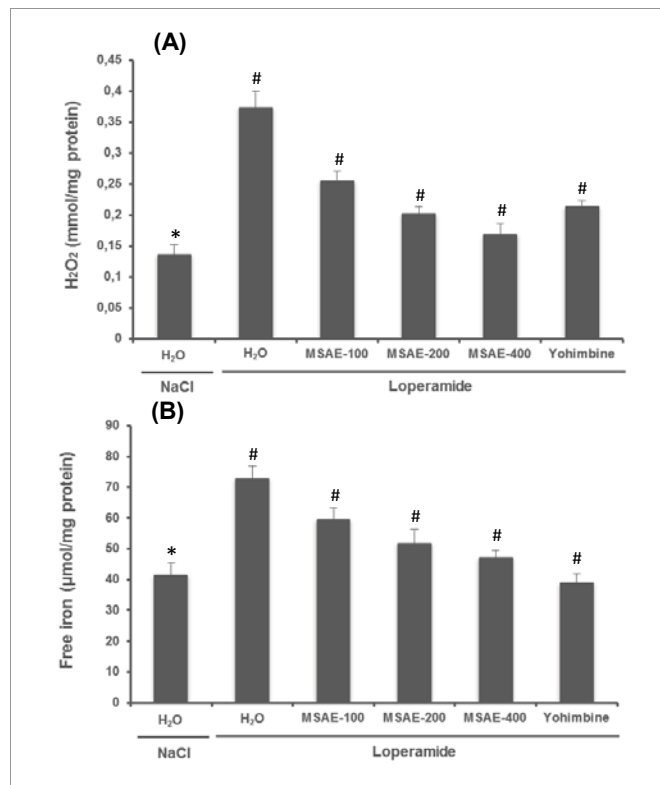 (A)
H₂O₂ (mmol/mg protein)
0,45
0,4
0,35
0,3
0,25
0,2
0,15
0,1
0,05
0
* # # # # #
H₂O H₂O MSAE-100 MSAE-200 MSAE-400 Yohimbine
NaCl Loperamide
(B)
Free iron (µmol/mg protein)
90
80
70
60
50
40
30
20
10
0
* # # # # #
H₂O H₂O MSAE-100 MSAE-200 MSAE-400 Yohimbine
NaCl Loperamide